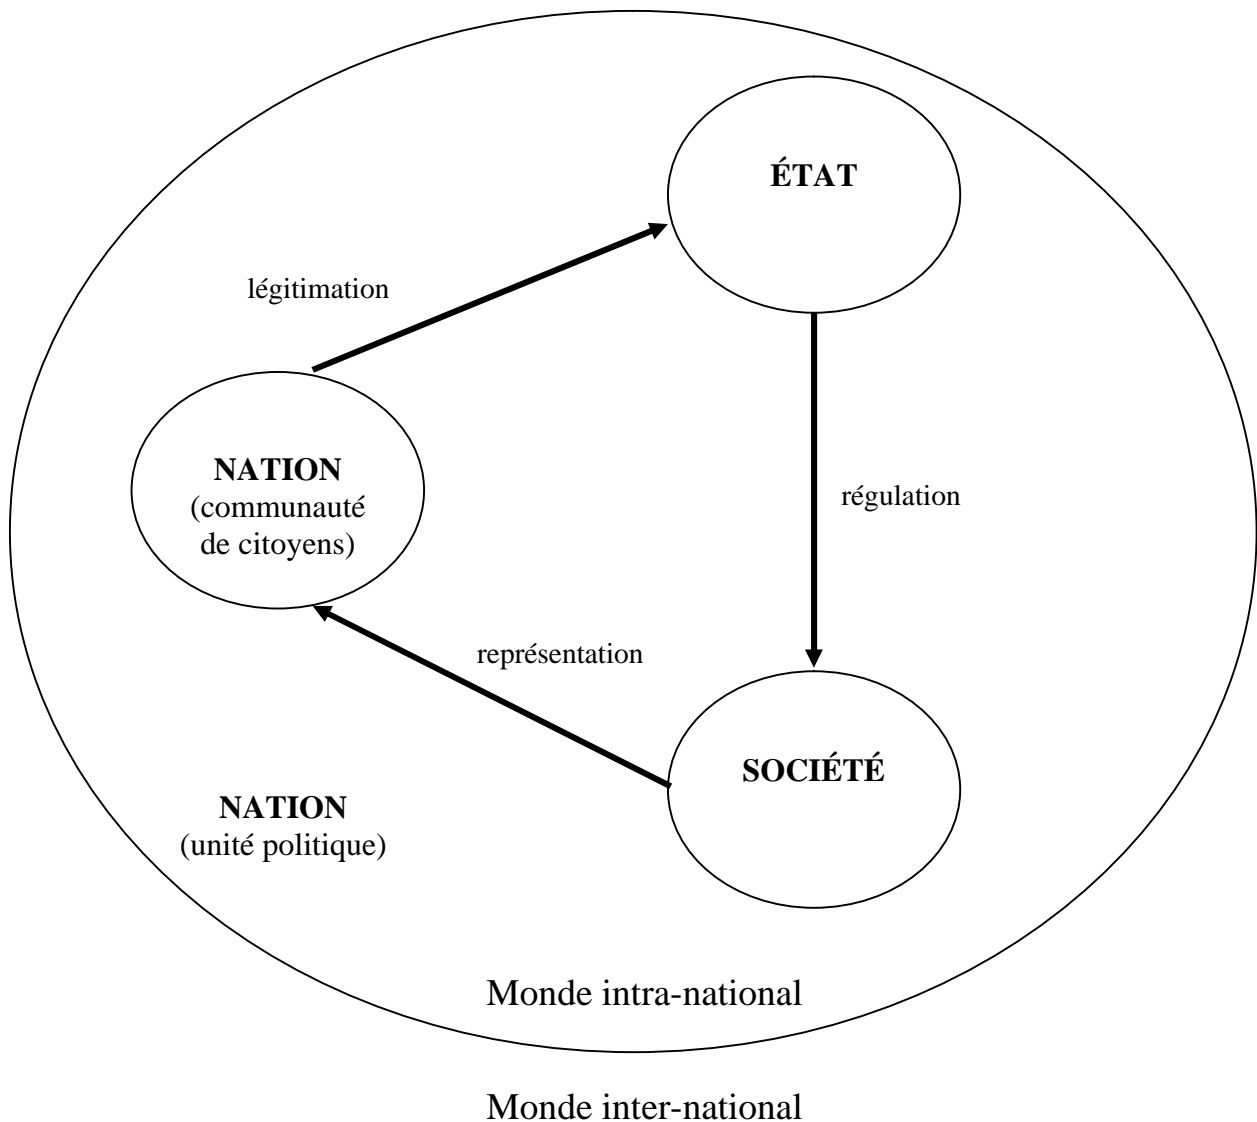 ÉTAT
légitimation
NATION
(communauté
de citoyens)
régulation
représentation
SOCIÉTÉ
NATION
(unité politique)
Monde intra-national
Monde inter-national